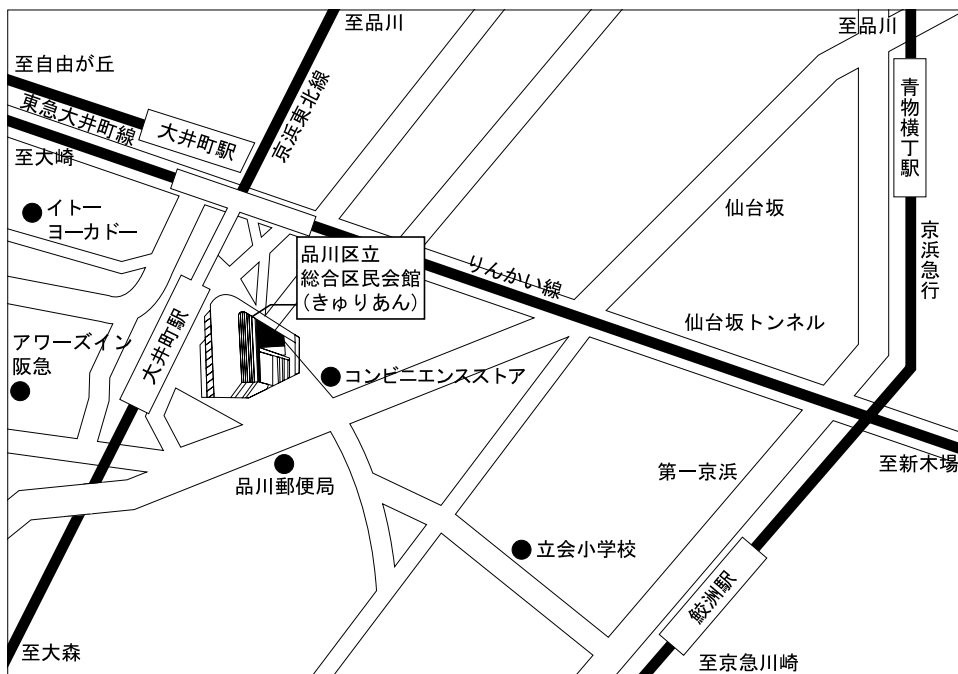 至品川
至品川
至自由が丘
東急大井町線
大井町駅
京浜東北線
青物横丁駅
至大崎
イトー
ヨーカドー
仙台坂
京浜急行
品川区立
総合区民会館
(きゅりあん)
りんかい線
仙台坂トンネル
アワーズイン
阪急
大井町駅
コンビニエンスストア
品川郵便局
第一京浜
至新木場
立会小学校
鮫洲駅
至大森
至京急川崎